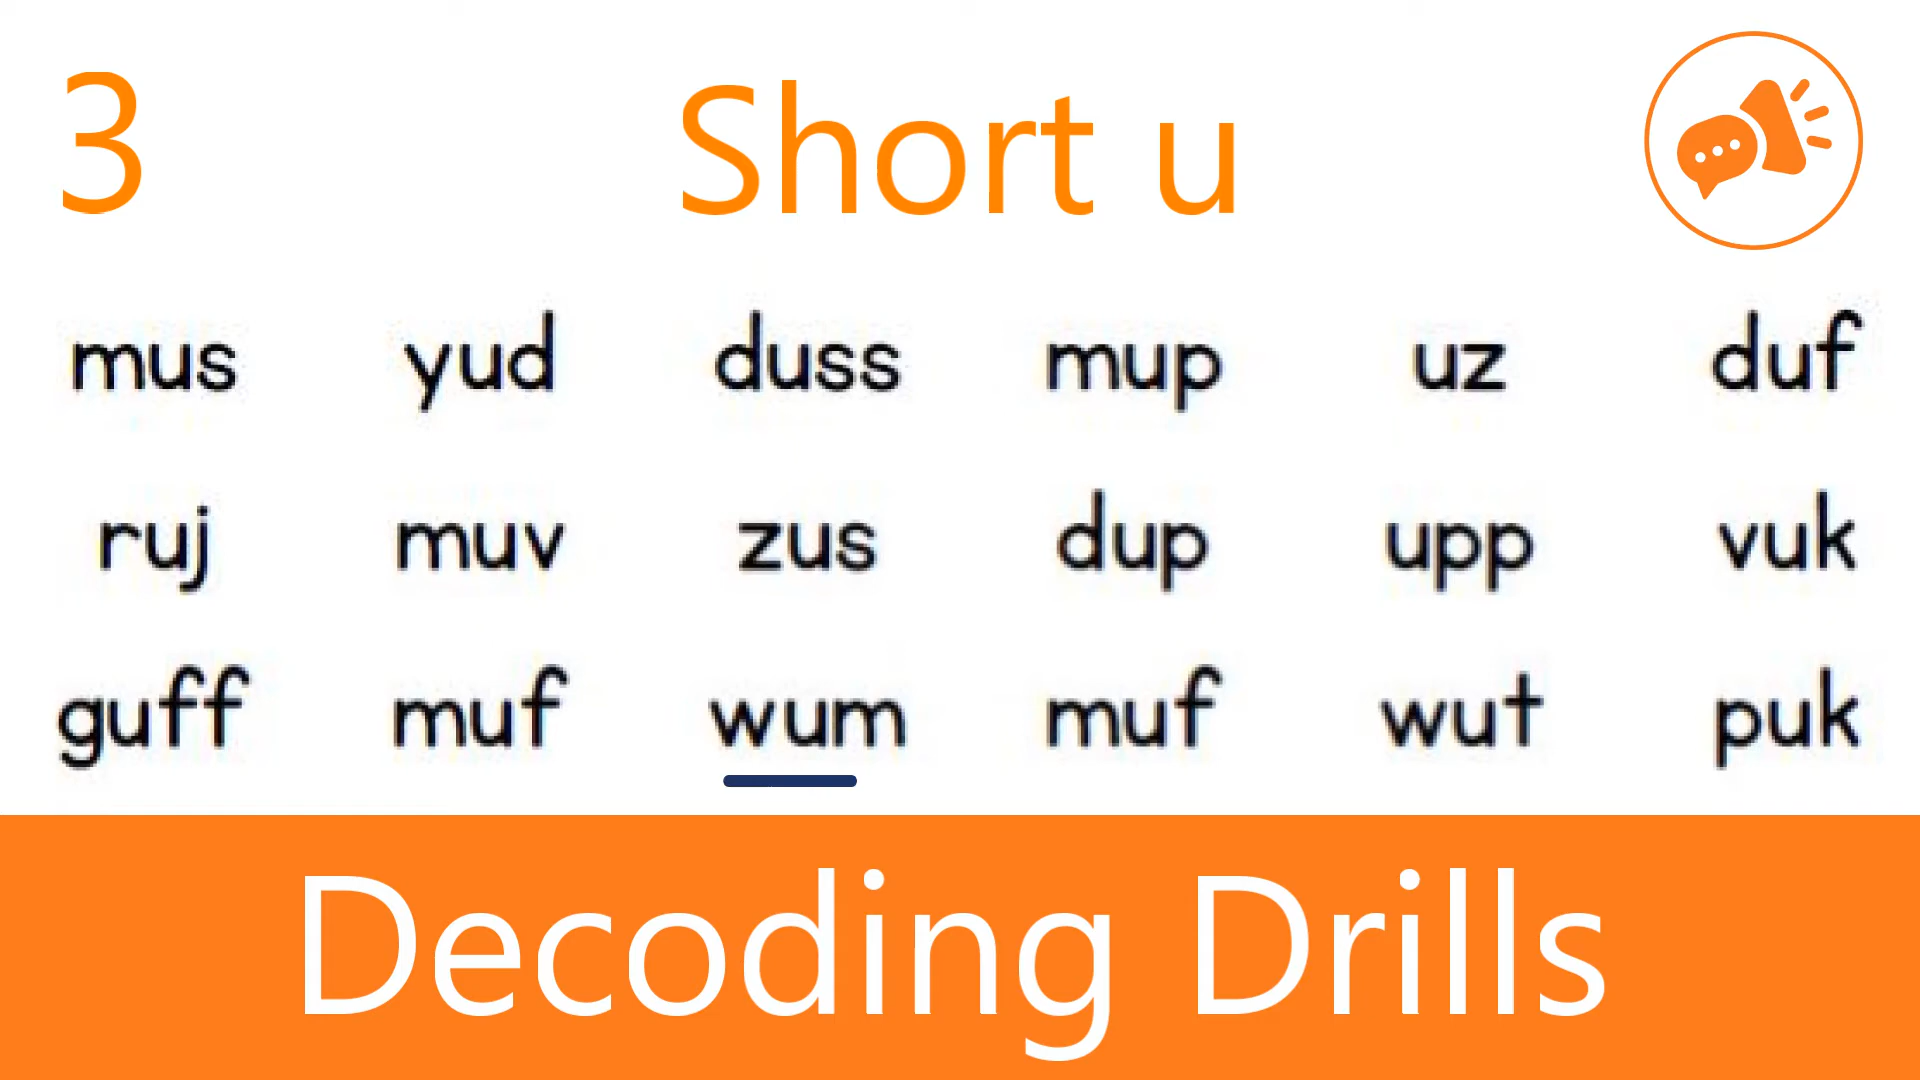 3 Short u
mus yud duss mup uz duf
ruj muv zus dup upp vuk
guff muf wum muf wut puk
Decoding Drills